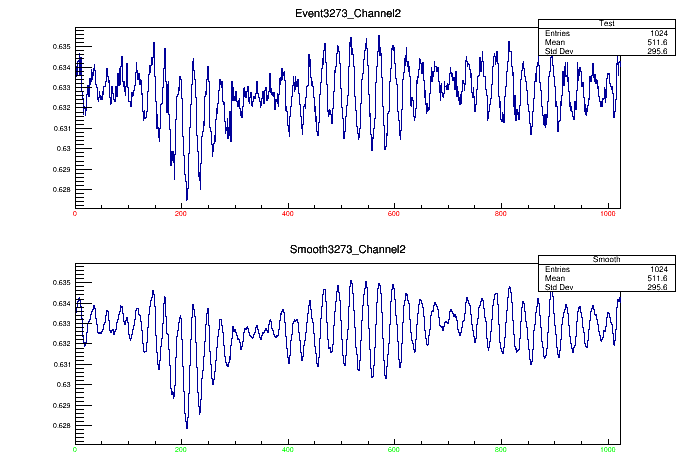 Event3273_Channel2
Test
Entries 1024
Mean 511.6
Std Dev 295.6
0.635
0.634
0.633
0.632
0.631
0.63
0.629
0.628
0 200 400 600 800 1000
Smooth3273_Channel2
Smooth
Entries 1024
Mean 511.6
Std Dev 295.6
0.635
0.634
0.633
0.632
0.631
0.63
0.629
0.628
0 200 400 600 800 1000